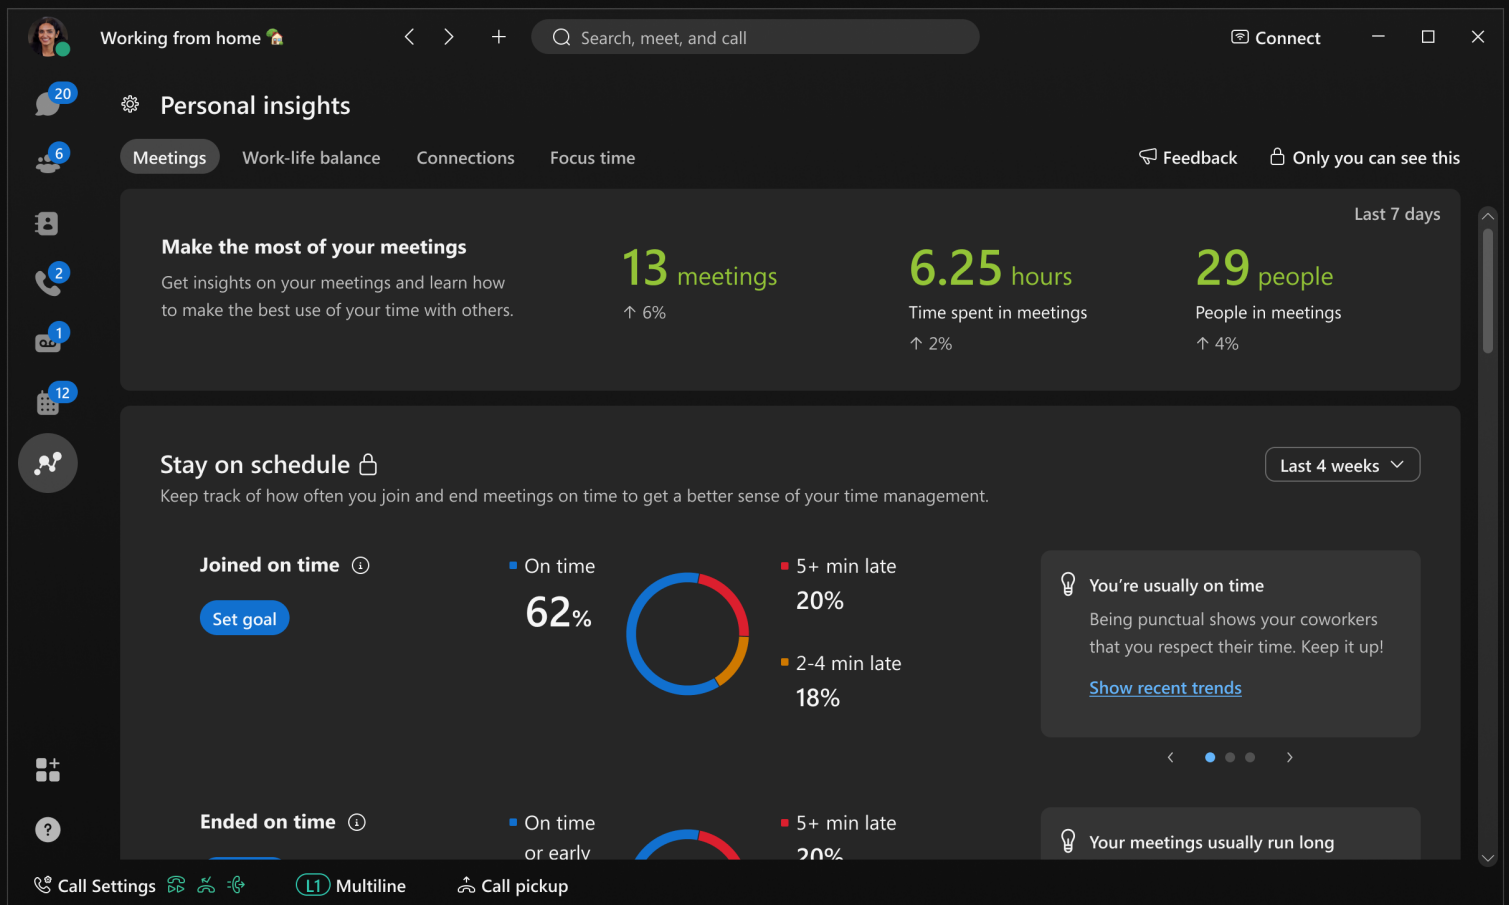 Working from home
Search, meet, and call
Connect
20
6
2
1
12
Personal insights
Meetings
Work-life balance
Connections
Focus time
Feedback
Only you can see this
Last 7 days
Make the most of your meetings
Get insights on your meetings and learn how
to make the best use of your time with others.
13 meetings
↑ 6%
6.25 hours
Time spent in meetings
↑ 2%
29 people
People in meetings
↑ 4%
Stay on schedule
Last 4 weeks
Keep track of how often you join and end meetings on time to get a better sense of your time management.
Joined on time
Set goal
On time
62%
5+ min late
20%
2-4 min late
18%
You’re usually on time
Being punctual shows your coworkers
that you respect their time. Keep it up!
Show recent trends
Ended on time
On time
or early
5+ min late
20%
Your meetings usually run long
?
Call Settings
L1 Multiline
Call pickup